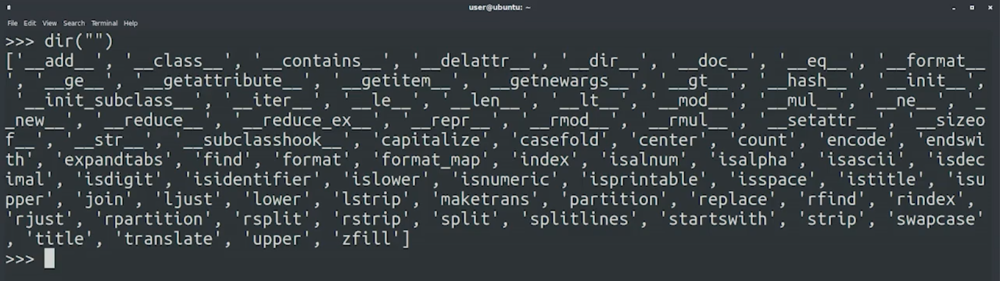 user@ubuntu: ~
File Edit View Search Terminal Help
>>> dir("")
['__add__', '__class__', '__contains__', '__delattr__', '__dir__', '__doc__', '__eq__', '__format__
', '__ge__', '__getattribute__', '__getitem__', '__getnewargs__', '__gt__', '__hash__', '__init__',
 '__init_subclass__', '__iter__', '__le__', '__len__', '__lt__', '__mod__', '__mul__', '__ne__', '_
_new__', '__reduce__', '__reduce_ex__', '__repr__', '__rmod__', '__rmul__', '__setattr__', '__sizeo
f__', '__str__', '__subclasshook__', 'capitalize', 'casefold', 'center', 'count', 'encode', 'endswi
th', 'expandtabs', 'find', 'format', 'format_map', 'index', 'isalnum', 'isalpha', 'isascii', 'isdec
imal', 'isdigit', 'isidentifier', 'islower', 'isnumeric', 'isprintable', 'isspace', 'istitle', 'isu
pper', 'join', 'ljust', 'lower', 'lstrip', 'maketrans', 'partition', 'replace', 'rfind', 'rindex',
'rjust', 'rpartition', 'rsplit', 'rstrip', 'split', 'splitlines', 'startswith', 'strip', 'swapcase'
, 'title', 'translate', 'upper', 'zfill']
>>>